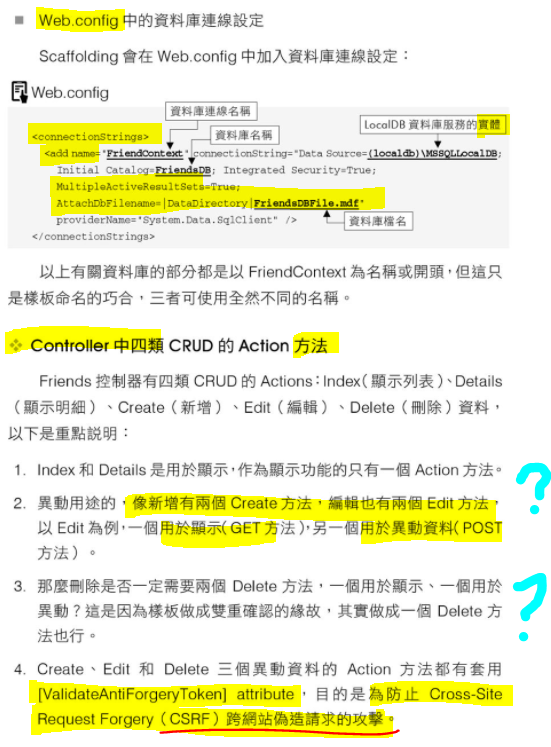 ■ Web.config 中的資料庫連線設定
Scaffolding 會在 Web.config 中加入資料庫連線設定：
Web.config
資料庫連線名稱
資料庫名稱
LocalDB 資料庫服務的實體
<connectionStrings>
<add name="FriendContext" connectionString="Data Source=(localdb)\MSSQLLocalDB;
Initial Catalog=FriendsDB; Integrated Security=True;
MultipleActiveResultSets=True;
AttachDbFilename=|DataDirectory|FriendsDBFile.mdf"
providerName="System.Data.SqlClient" />
資料庫檔名
</connectionStrings>
以上有關資料庫的部分都是以 FriendContext 為名稱或開頭，但這只
是樣板命名的巧合，三者可使用全然不同的名稱。
❖ Controller 中四類 CRUD 的 Action 方法
Friends 控制器有四類 CRUD 的 Actions：Index（顯示列表）、Details
（顯示明細）、Create（新增）、Edit（編輯）、Delete（刪除）資料，
以下是重點說明：
1. Index 和 Details 是用於顯示，作為顯示功能的只有一個 Action 方法。
2. 異動用途的，像新增有兩個 Create 方法，編輯也有兩個 Edit 方法，
以 Edit 為例，一個用於顯示（GET 方法），另一個用於異動資料（POST
方法）。
?
3. 那麼刪除是否一定需要兩個 Delete 方法，一個用於顯示、一個用於
異動？這是因為樣板做成雙重確認的緣故，其實做成一個 Delete 方
法也行。
?
4. Create、Edit 和 Delete 三個異動資料的 Action 方法都有套用
[ValidateAntiForgeryToken] attribute，目的是為防止 Cross-Site
Request Forgery（CSRF）跨網站偽造請求的攻擊。